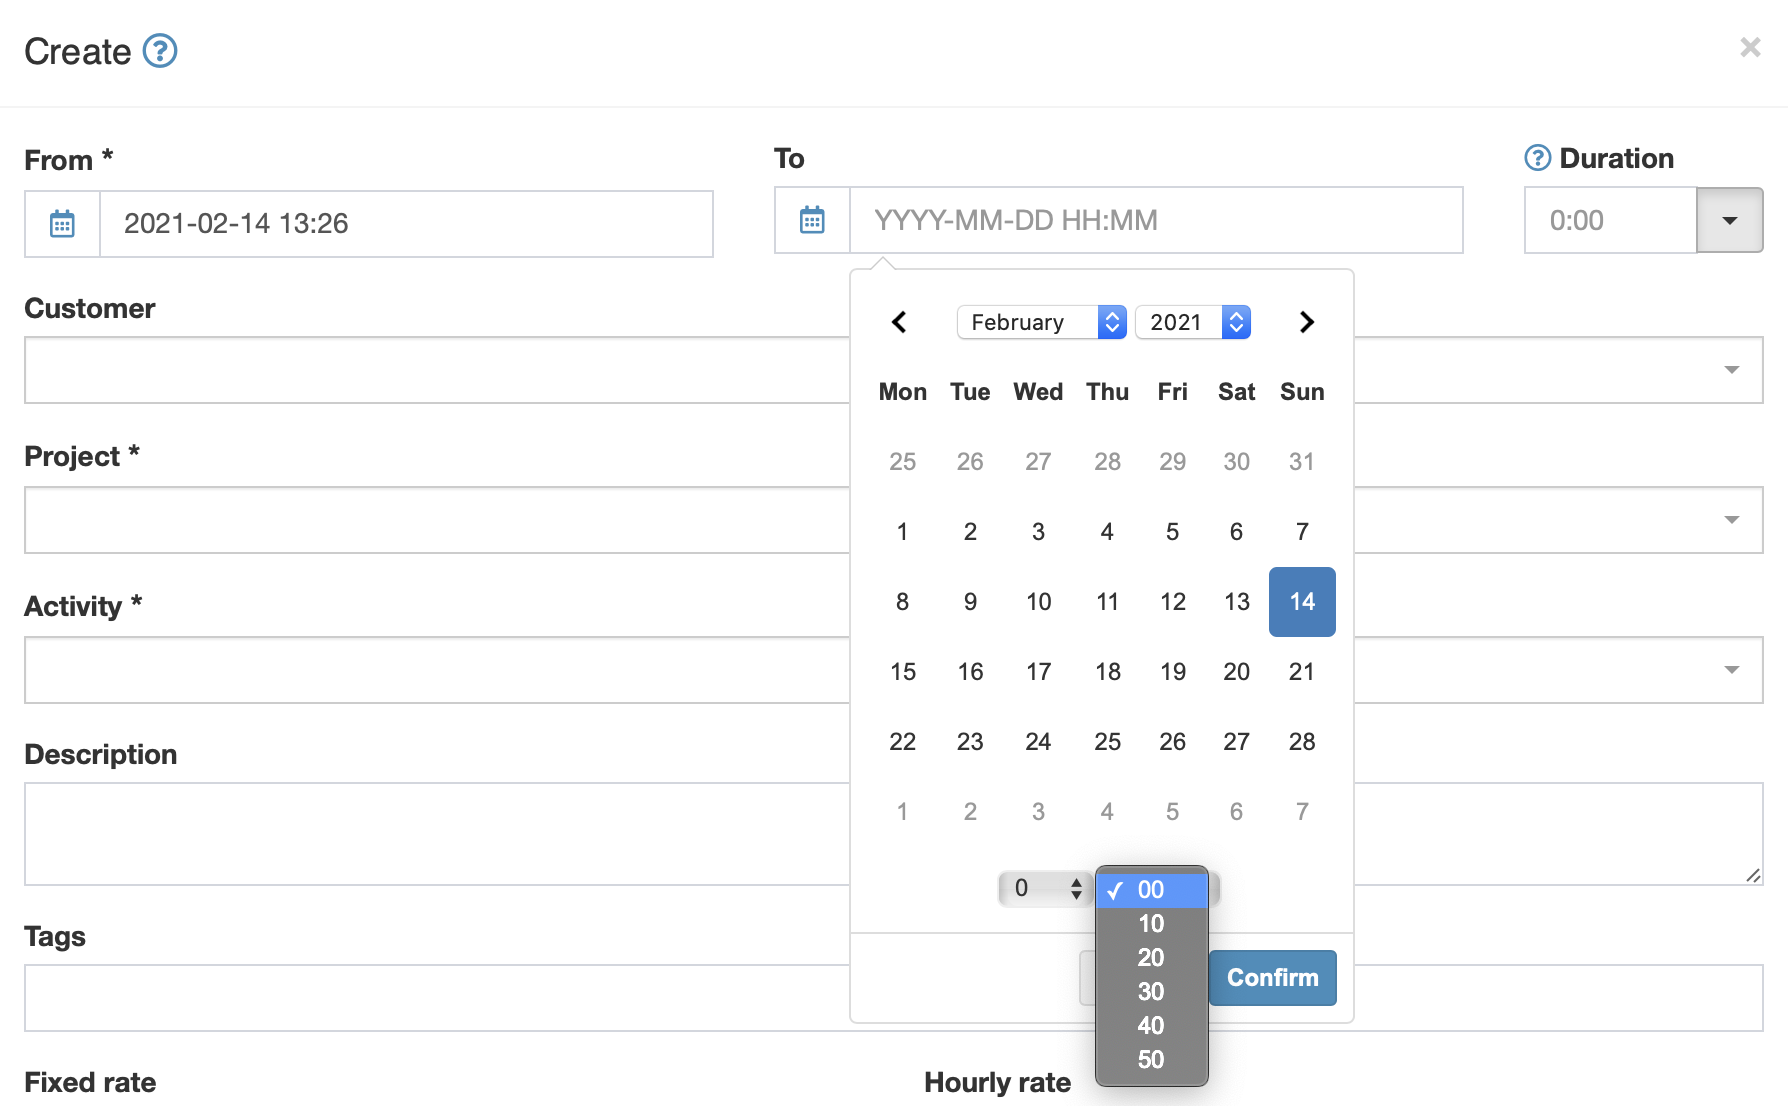 Create ?
×
From *
To
? Duration
2021-02-14 13:26
YYYY-MM-DD HH:MM
0:00
Customer
February 2021
Mon Tue Wed Thu Fri Sat Sun
25 26 27 28 29 30 31
1 2 3 4 5 6 7
8 9 10 11 12 13 14
15 16 17 18 19 20 21
22 23 24 25 26 27 28
1 2 3 4 5 6 7
0
✓ 00
10
20
30
40
50
Confirm
Project *
Activity *
Description
Tags
Fixed rate
Hourly rate